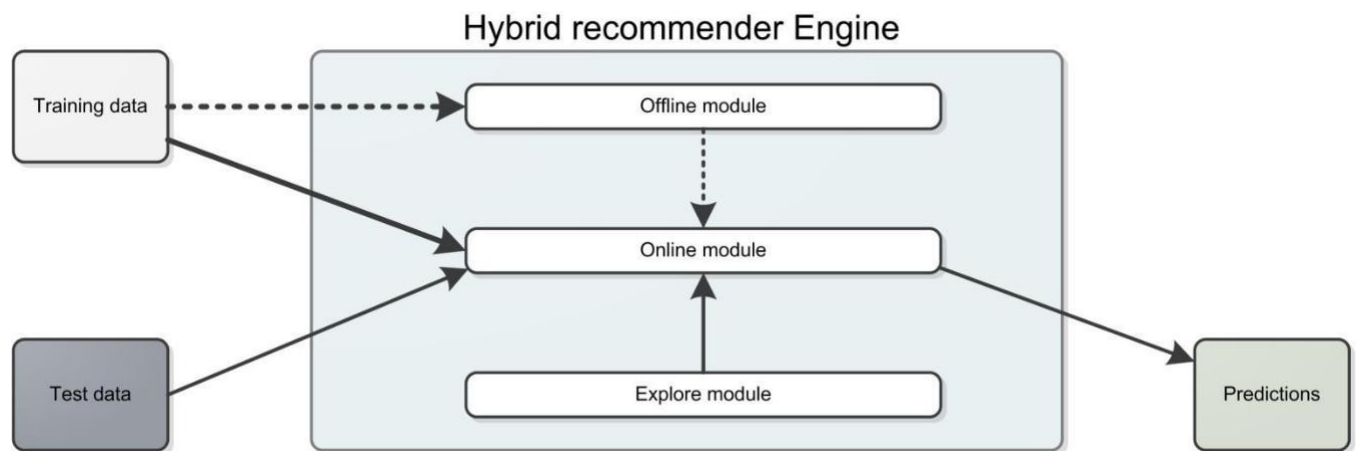 Hybrid recommender Engine
Training data
Offline module
Online module
Test data
Explore module
Predictions